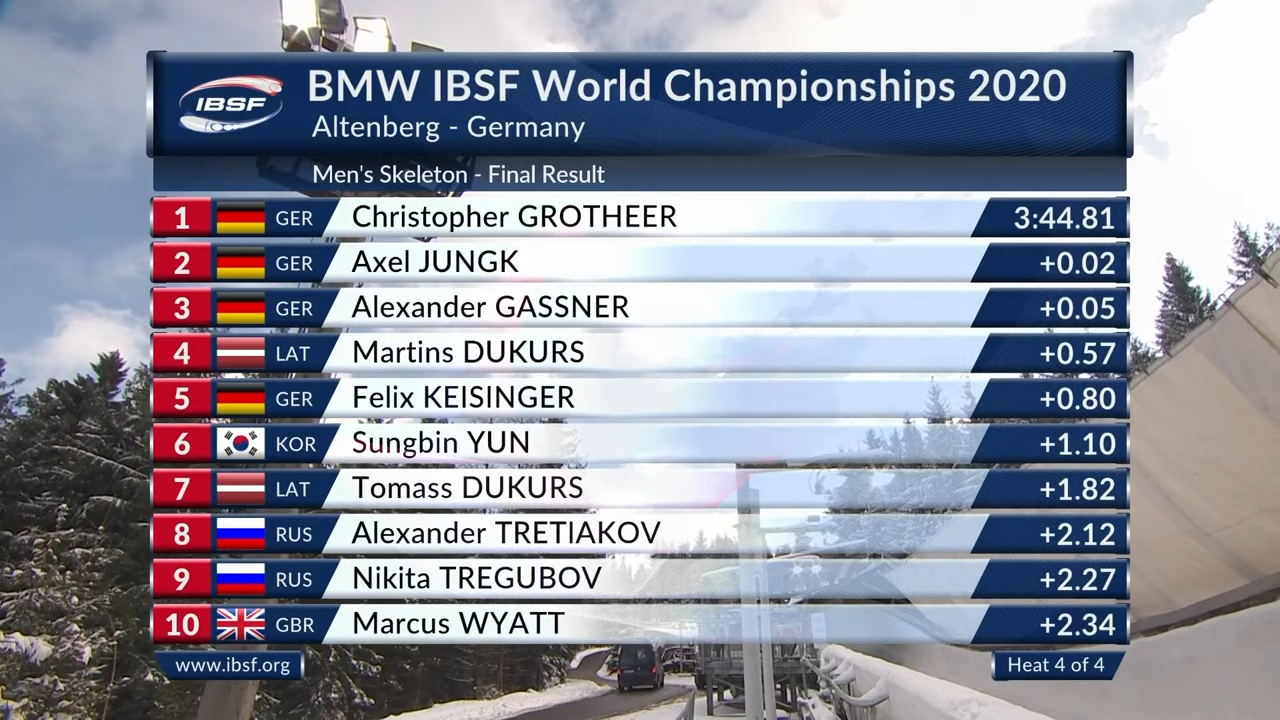 IBSF
BMW IBSF World Championships 2020
Altenberg - Germany
Men's Skeleton - Final Result
1 GER Christopher GROTHEER 3:44.81
2 GER Axel JUNGK +0.02
3 GER Alexander GASSNER +0.05
4 LAT Martins DUKURS +0.57
5 GER Felix KEISINGER +0.80
6 KOR Sungbin YUN +1.10
7 LAT Tomass DUKURS +1.82
8 RUS Alexander TRETIAKOV +2.12
9 RUS Nikita TREGUBOV +2.27
10 GBR Marcus WYATT +2.34
www.ibsf.org Heat 4 of 4